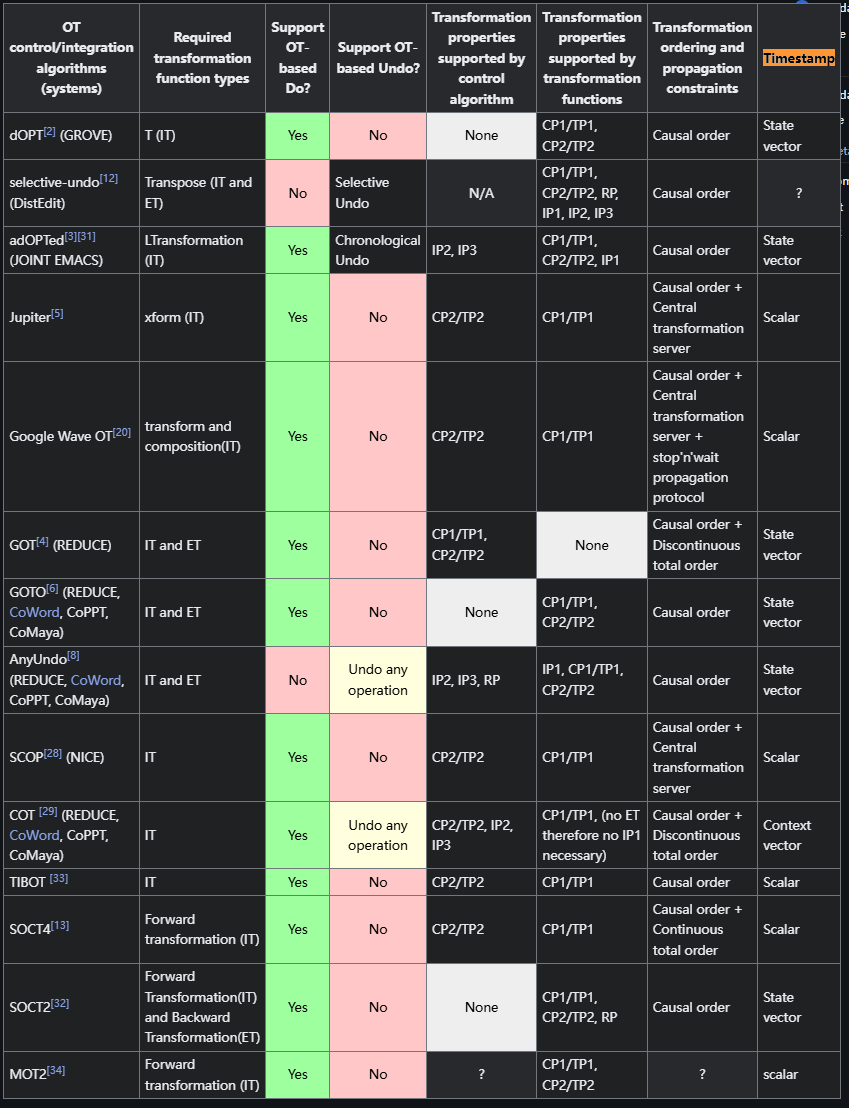 OT control/integration algorithms (systems) | Required transformation function types | Support OT-based Do? | Support OT-based Undo? | Transformation properties supported by control algorithm | Transformation properties supported by transformation functions | Transformation ordering and propagation constraints | Timestamp
dOPT[2] (GROVE) | T (IT) | Yes | No | None | CP1/TP1, CP2/TP2 | Causal order | State vector
selective-undo[12] (DistEdit) | Transpose (IT and ET) | No | Selective Undo | N/A | CP1/TP1, CP2/TP2, RP, IP1, IP2, IP3 | Causal order | ?
adOPTed[3][31] (JOINT EMACS) | LTransformation (IT) | Yes | Chronological Undo | IP2, IP3 | CP1/TP1, CP2/TP2, IP1 | Causal order | State vector
Jupiter[5] | xform (IT) | Yes | No | CP2/TP2 | CP1/TP1 | Causal order + Central transformation server | Scalar
Google Wave OT[20] | transform and composition(IT) | Yes | No | CP2/TP2 | CP1/TP1 | Causal order + Central transformation server + stop'n'wait propagation protocol | Scalar
GOT[4] (REDUCE) | IT and ET | Yes | No | CP1/TP1, CP2/TP2 | None | Causal order + Discontinuous total order | State vector
GOTO[6] (REDUCE, CoWord, CoPPT, CoMaya) | IT and ET | Yes | No | None | CP1/TP1, CP2/TP2 | Causal order | State vector
AnyUndo[8] (REDUCE, CoWord, CoPPT, CoMaya) | IT and ET | No | Undo any operation | IP2, IP3, RP | IP1, CP1/TP1, CP2/TP2 | Causal order | State vector
SCOP[28] (NICE) | IT | Yes | No | CP2/TP2 | CP1/TP1 | Causal order + Central transformation server | Scalar
COT [29] (REDUCE, CoWord, CoPPT, CoMaya) | IT | Yes | Undo any operation | CP2/TP2, IP2, IP3 | CP1/TP1, (no ET therefore no IP1 necessary) | Causal order + Discontinuous total order | Context vector
TIBOT [33] | IT | Yes | No | CP2/TP2 | CP1/TP1 | Causal order | Scalar
SOCT4[13] | Forward transformation (IT) | Yes | No | CP2/TP2 | CP1/TP1 | Causal order + Continuous total order | Scalar
SOCT2[32] | Forward Transformation(IT) and Backward Transformation(ET) | Yes | No | None | CP1/TP1, CP2/TP2, RP | Causal order | State vector
MOT2[34] | Forward transformation (IT) | Yes | No | ? | CP1/TP1, CP2/TP2 | ? | scalar